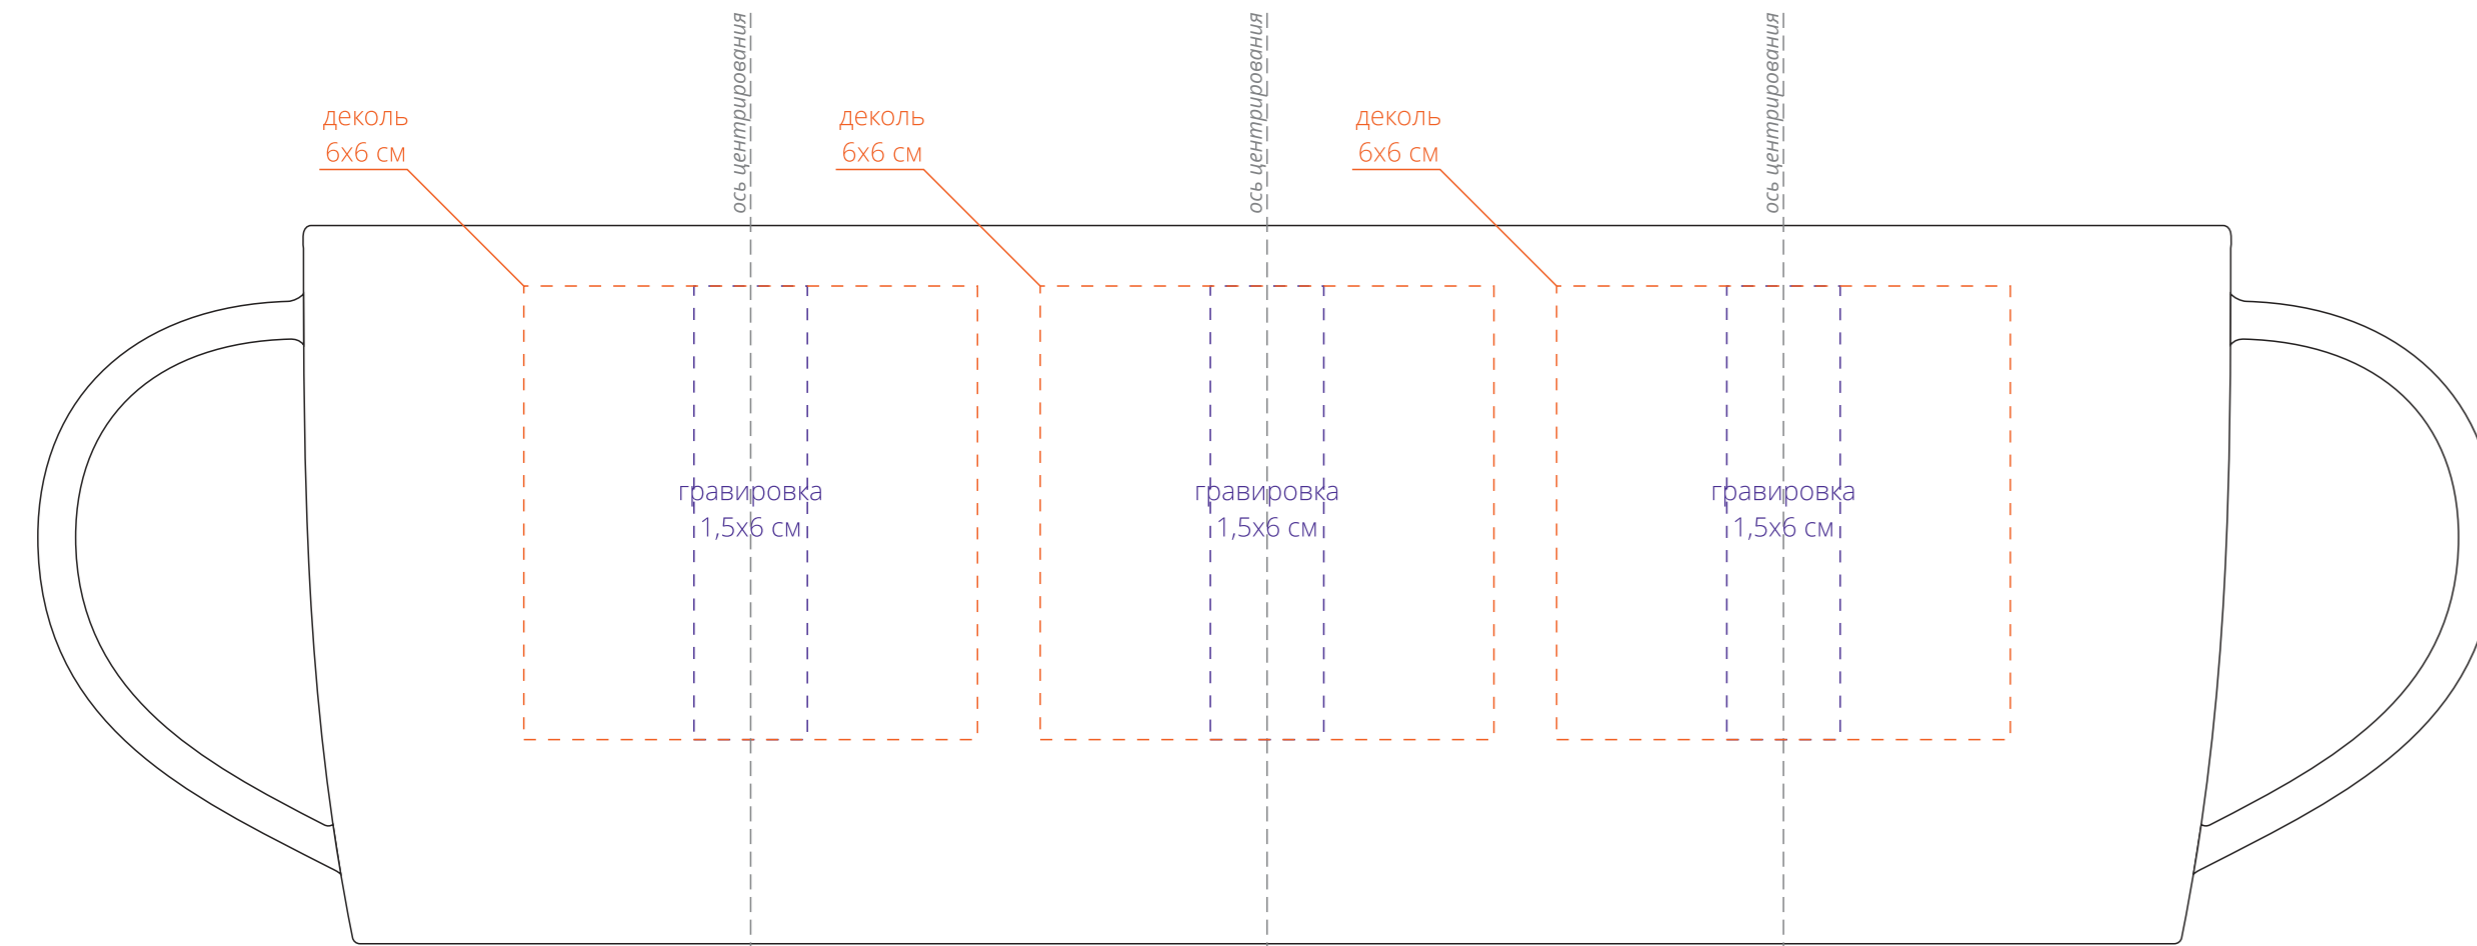 ось центрирования
ось центрирования
ось центрирования
деколь
6х6 см
деколь
6х6 см
деколь
6х6 см
гравировка
1,5х6 см
гравировка
1,5х6 см
гравировка
1,5х6 см